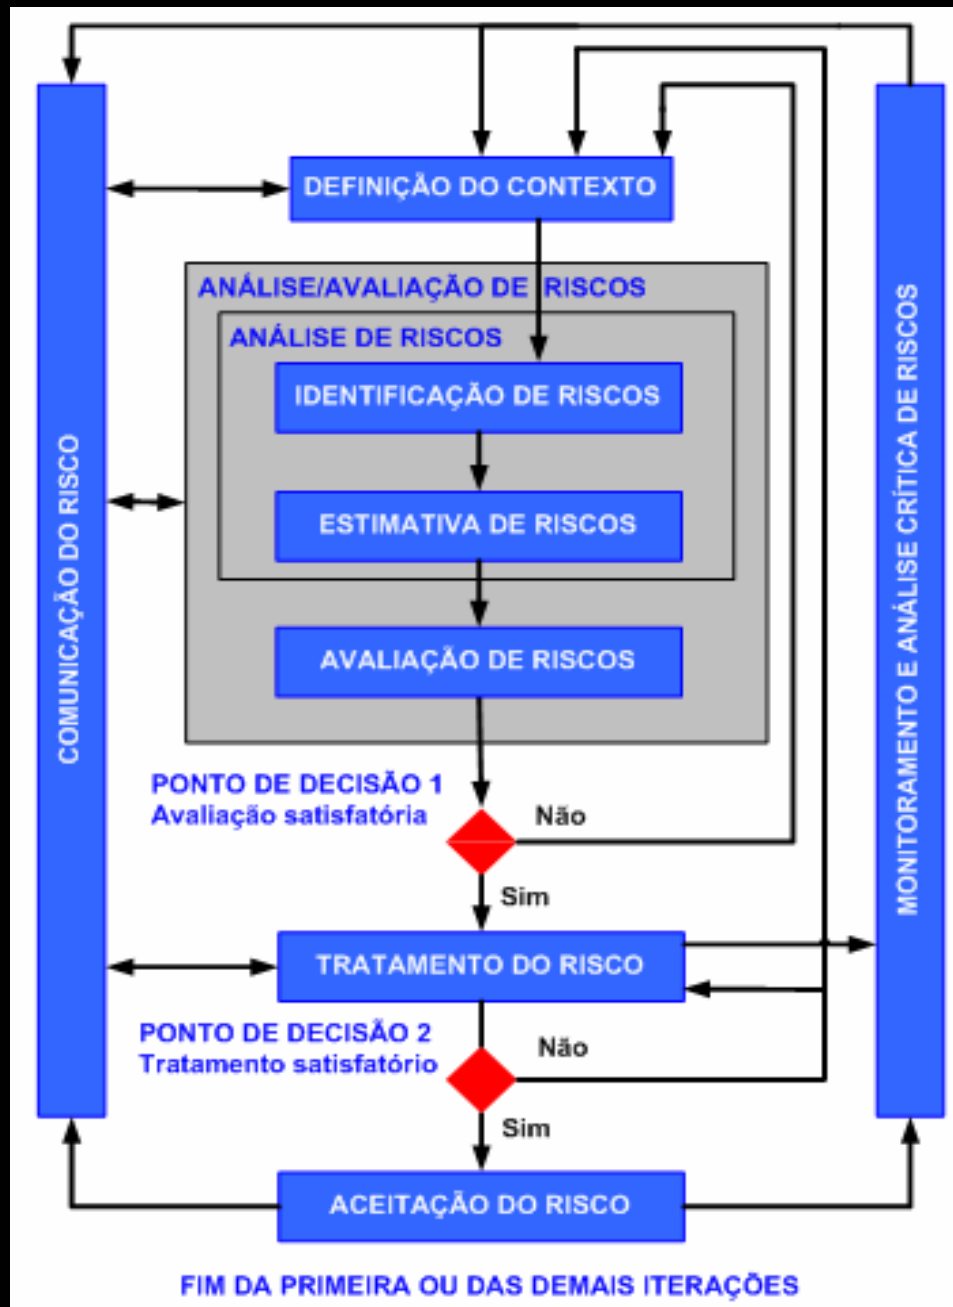 DEFINIÇÃO DO CONTEXTO
ANÁLISE/AVALIAÇÃO DE RISCOS
ANÁLISE DE RISCOS
IDENTIFICAÇÃO DE RISCOS
ESTIMATIVA DE RISCOS
AVALIAÇÃO DE RISCOS
COMUNICAÇÃO DO RISCO
MONITORAMENTO E ANÁLISE CRÍTICA DE RISCOS
PONTO DE DECISÃO 1
Avaliação satisfatória
Não
Sim
TRATAMENTO DO RISCO
PONTO DE DECISÃO 2
Tratamento satisfatório
Não
Sim
ACEITAÇÃO DO RISCO
FIM DA PRIMEIRA OU DAS DEMAIS ITERAÇÕES